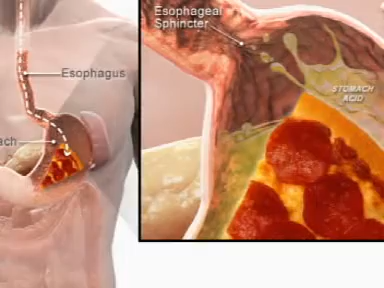 Esophageal
Sphincter
Esophagus
STOMACH
ACID
ach